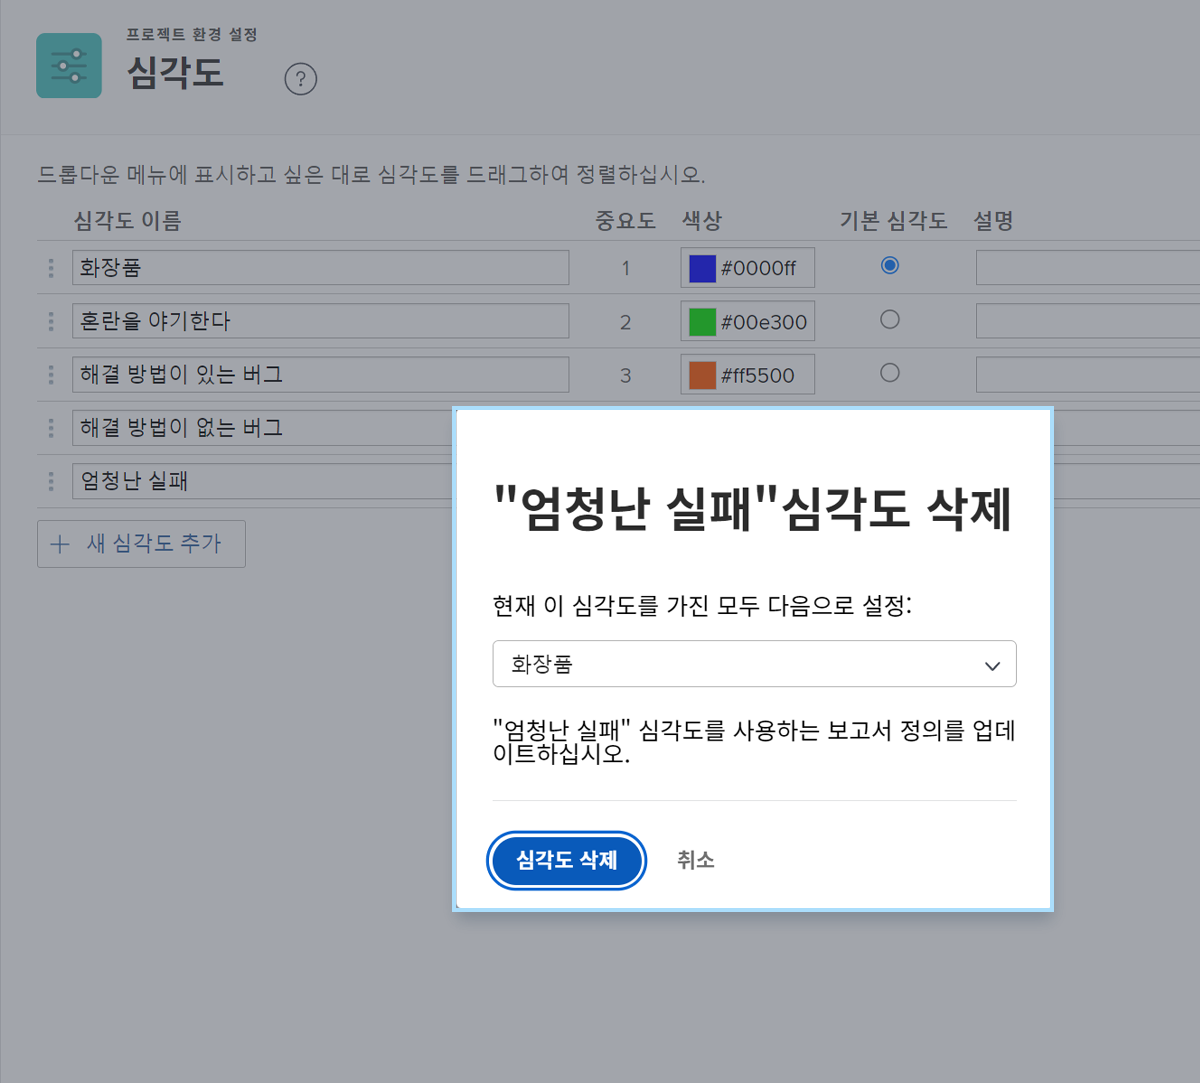 프로젝트 환경 설정
심각도
?
드롭다운 메뉴에 표시하고 싶은 대로 심각도를 드래그하여 정렬하십시오.
심각도 이름 중요도 색상 기본 심각도 설명
화장품 1 #0000ff
혼란을 야기한다 2 #00e300
해결 방법이 있는 버그 3 #ff5500
해결 방법이 없는 버그
엄청난 실패
+ 새 심각도 추가
"엄청난 실패"심각도 삭제
현재 이 심각도를 가진 모두 다음으로 설정:
화장품
"엄청난 실패" 심각도를 사용하는 보고서 정의를 업데
이트하십시오.
심각도 삭제 취소